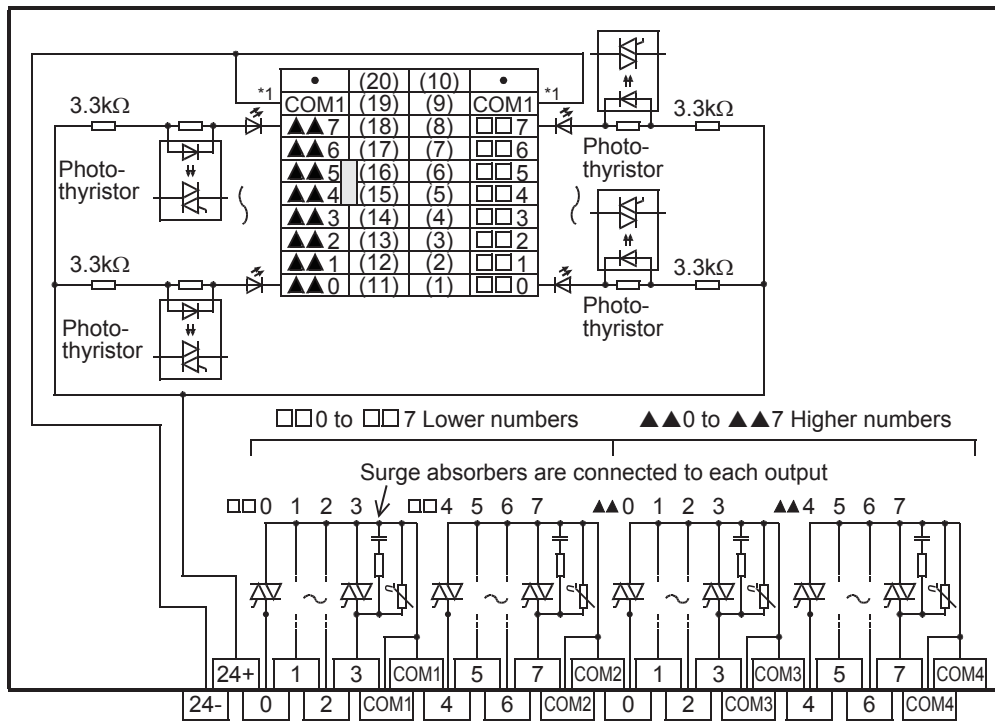 • (20) (10) •
*1 COM1 (19) (9) COM1 *1
3.3kΩ ▲▲7 (18) (8) □□7 3.3kΩ
▲▲6 (17) (7) □□6
▲▲5 (16) (6) □□5
▲▲4 (15) (5) □□4
▲▲3 (14) (4) □□3
▲▲2 (13) (3) □□2
▲▲1 (12) (2) □□1
▲▲0 (11) (1) □□0
Photo-
thyristor
Photo-
thyristor
3.3kΩ
3.3kΩ
Photo-
thyristor
Photo-
thyristor
□□0 to □□7 Lower numbers ▲▲0 to ▲▲7 Higher numbers
Surge absorbers are connected to each output
□□0 1 2 3 □□4 5 6 7 ▲▲0 1 2 3 ▲▲4 5 6 7
24+ 1 3 COM1 5 7 COM2 1 3 COM3 5 7 COM4
24- 0 2 COM1 4 6 COM2 0 2 COM3 4 6 COM4